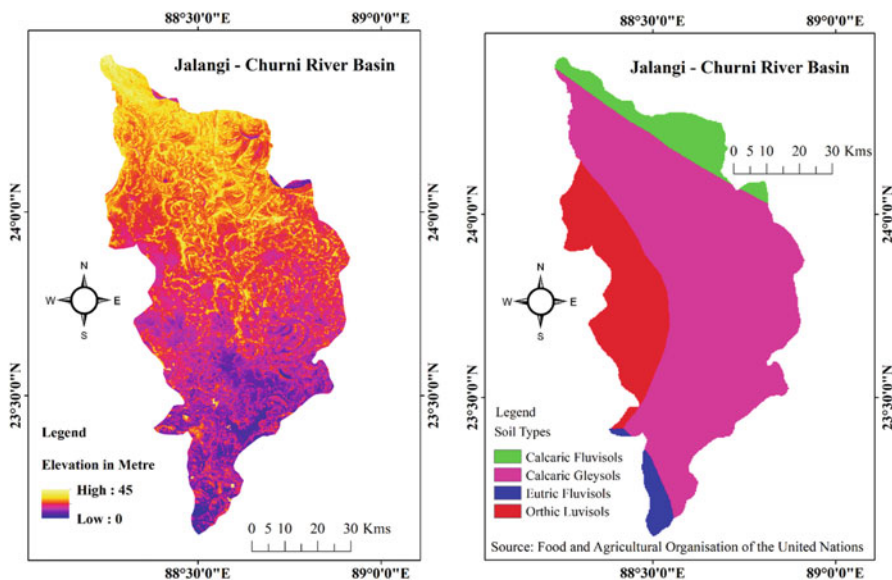 88°30'0"E 89°0'0"E
Jalangi - Churni River Basin
24°0'0"N
23°30'0"N
N
W E
S
Legend
Elevation in Metre
High : 45
Low : 0
0 5 10 20 30 Kms
88°30'0"E 89°0'0"E
88°30'0"E 89°0'0"E
Jalangi - Churni River Basin
0 5 10 20 30 Kms
24°0'0"N
23°30'0"N
N
W E
S
Legend
Soil Types
Calcaric Fluvisols
Calcaric Gleysols
Eutric Fluvisols
Orthic Luvisols
Source: Food and Agricultural Organisation of the United Nations
88°30'0"E 89°0'0"E
24°0'0"N
23°30'0"N